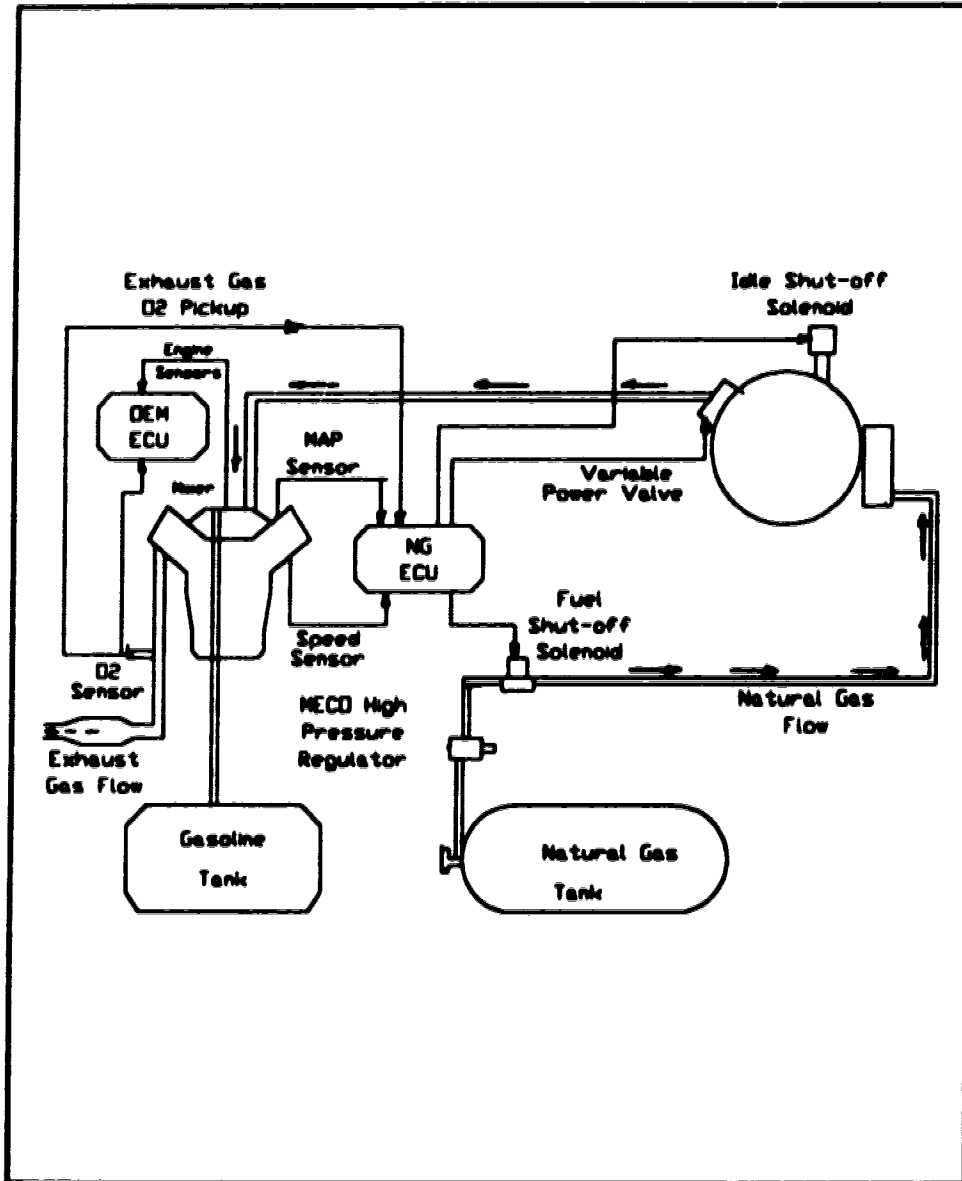 Exhaust Gas
O2 Pickup
Idle Shut-off
Solenoid
Engine
Sensors
OEM
ECU
MAP
Sensor
Mixer
Variable
Power Valve
NG
ECU
Fuel
Shut-off
Solenoid
Speed
Sensor
O2
Sensor
MECO High
Pressure
Regulator
Natural Gas
Flow
Exhaust
Gas Flow
Gasoline
Tank
Natural Gas
Tank